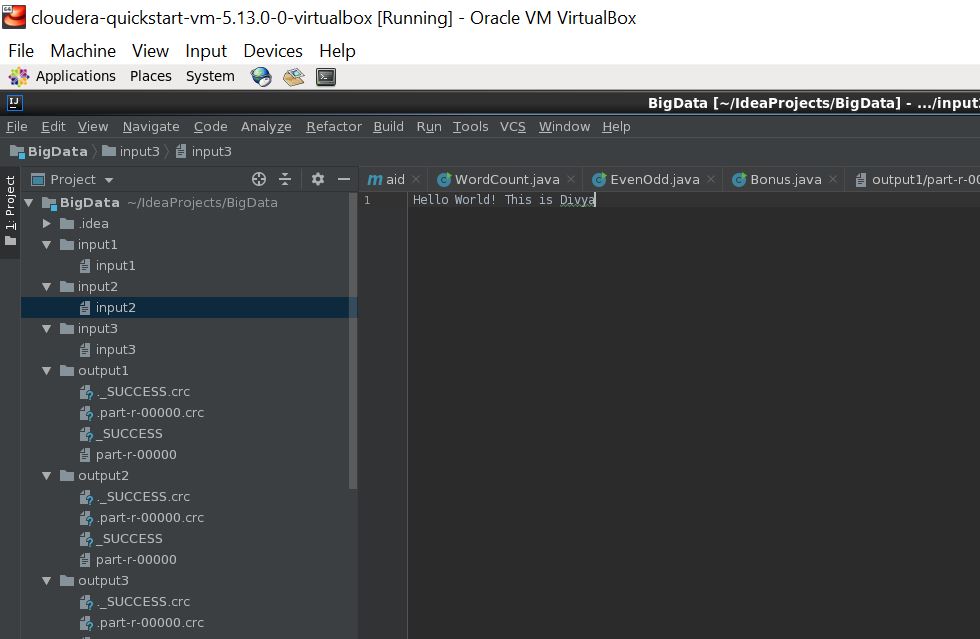 cloudera-quickstart-vm-5.13.0-0-virtualbox [Running] - Oracle VM VirtualBox
File Machine View Input Devices Help
Applications Places System
BigData [~/IdeaProjects/BigData] - .../input
File Edit View Navigate Code Analyze Refactor Build Run Tools VCS Window Help
BigData input3 input3
1: Project
Project
m aid WordCount.java EvenOdd.java Bonus.java output1/part-r-00
BigData ~/IdeaProjects/BigData
1 Hello World! This is Divya
.idea
input1
input1
input2
input2
input3
input3
output1
._SUCCESS.crc
.part-r-00000.crc
_SUCCESS
part-r-00000
output2
._SUCCESS.crc
.part-r-00000.crc
_SUCCESS
part-r-00000
output3
._SUCCESS.crc
.part-r-00000.crc